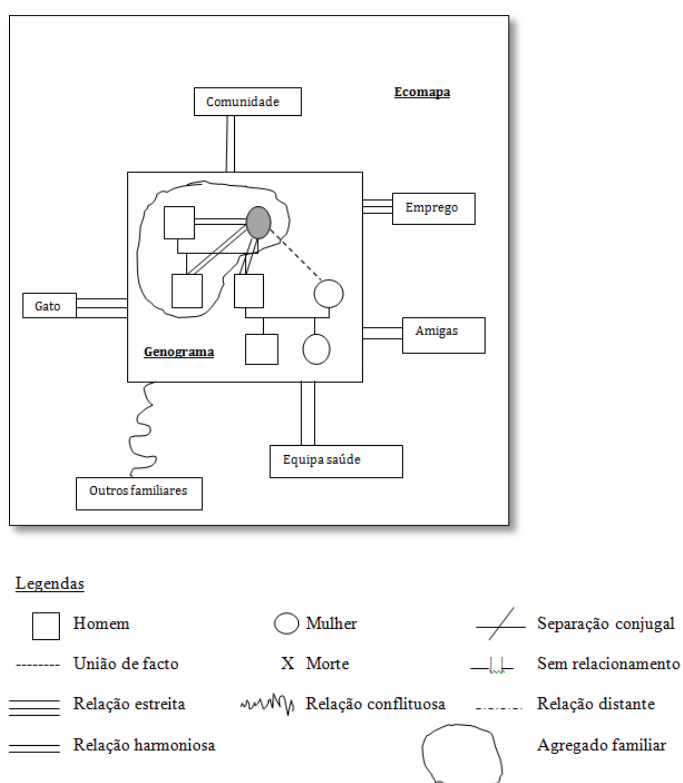 Ecomapa
Comunidade
Emprego
Gato
Amigas
Genograma
Equipa saúde
Outros familiares
Legendas
Homem
Mulher
Separação conjugal
União de facto
X Morte
Sem relacionamento
Relação estreita
Relação conflituosa
Relação distante
Relação harmoniosa
Agregado familiar